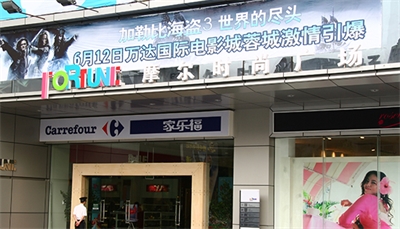 加勒比海盗3 世界的尽头
6月12日万达国际电影城蓉城激情引爆
FORTUNE 摩尔时尚广场
Carrefour 家乐福